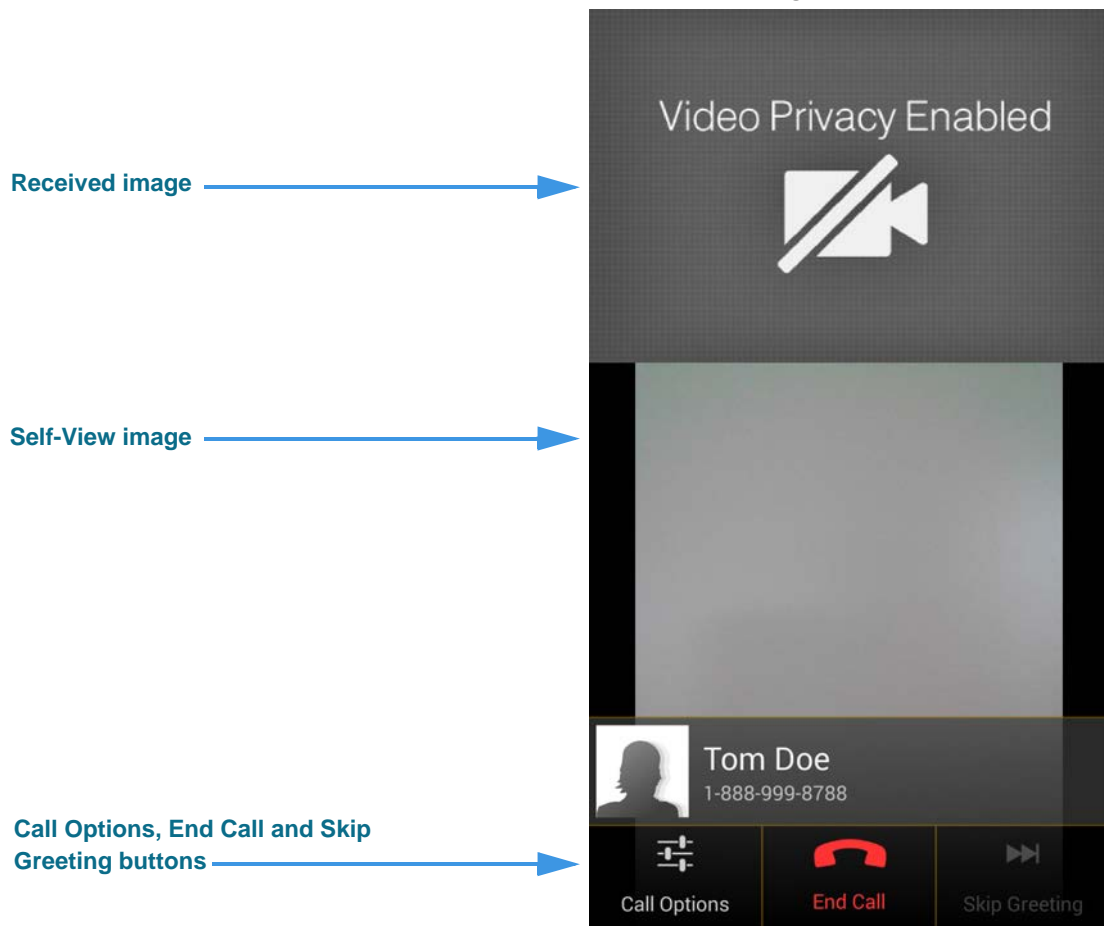 Video Privacy Enabled
Received image
Self-View image
Tom Doe
1-888-999-8788
Call Options, End Call and Skip
Greeting buttons
Call Options
End Call
Skip Greeting